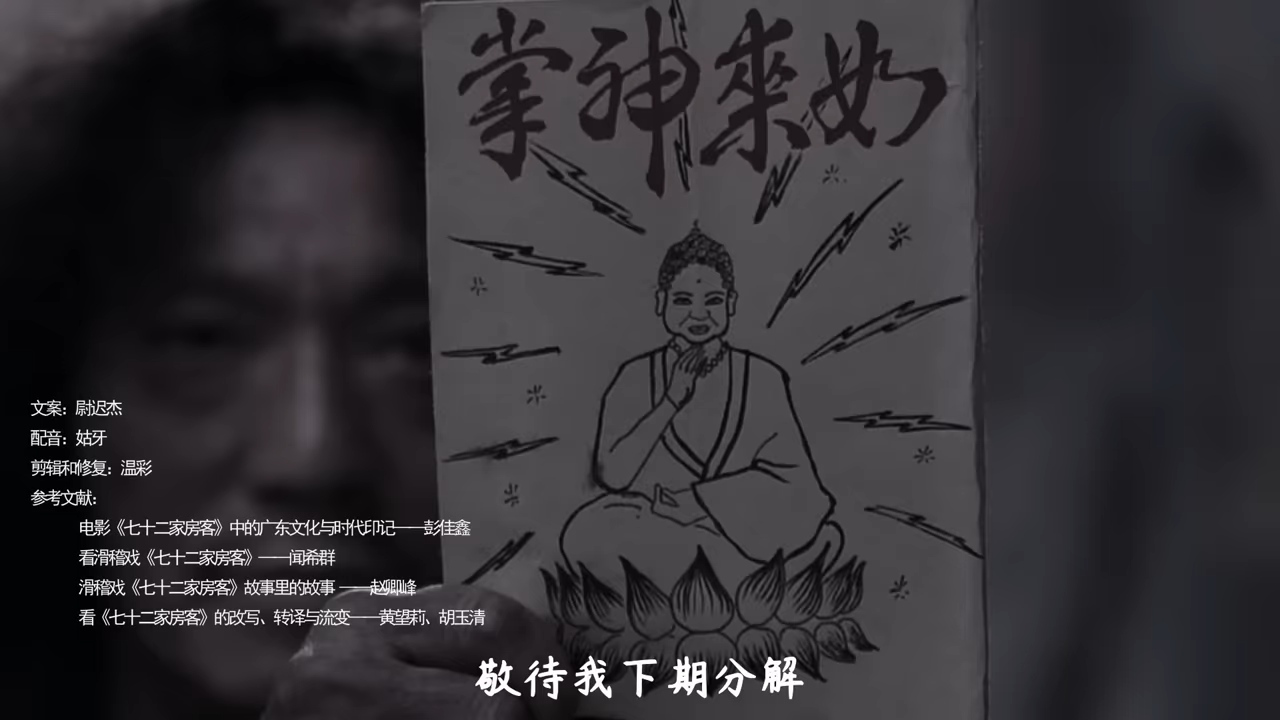 掌神來如
文案：尉迟杰
配音：姑牙
剪辑和修复：温彩
参考文献：
电影《七十二家房客》中的广东文化与时代印记——彭佳鑫
看滑稽戏《七十二家房客》——闻希群
滑稽戏《七十二家房客》故事里的故事 ——赵卿峰
看《七十二家房客》的改写、转译与流变——黄望莉、胡玉清
敬待我下期分解